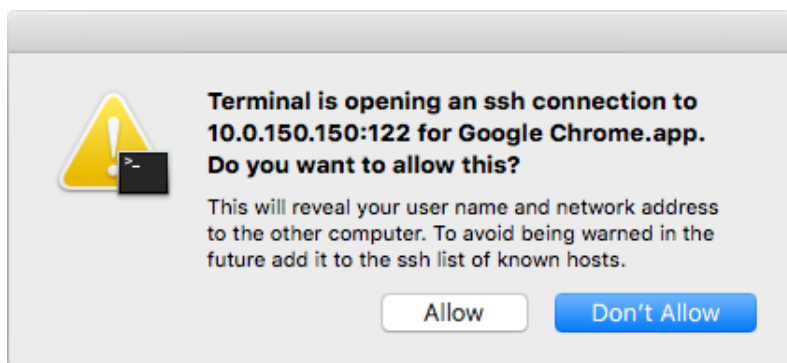 Terminal is opening an ssh connection to
10.0.150.150:122 for Google Chrome.app.
Do you want to allow this?
This will reveal your user name and network address
to the other computer. To avoid being warned in the
future add it to the ssh list of known hosts.
Allow
Don't Allow